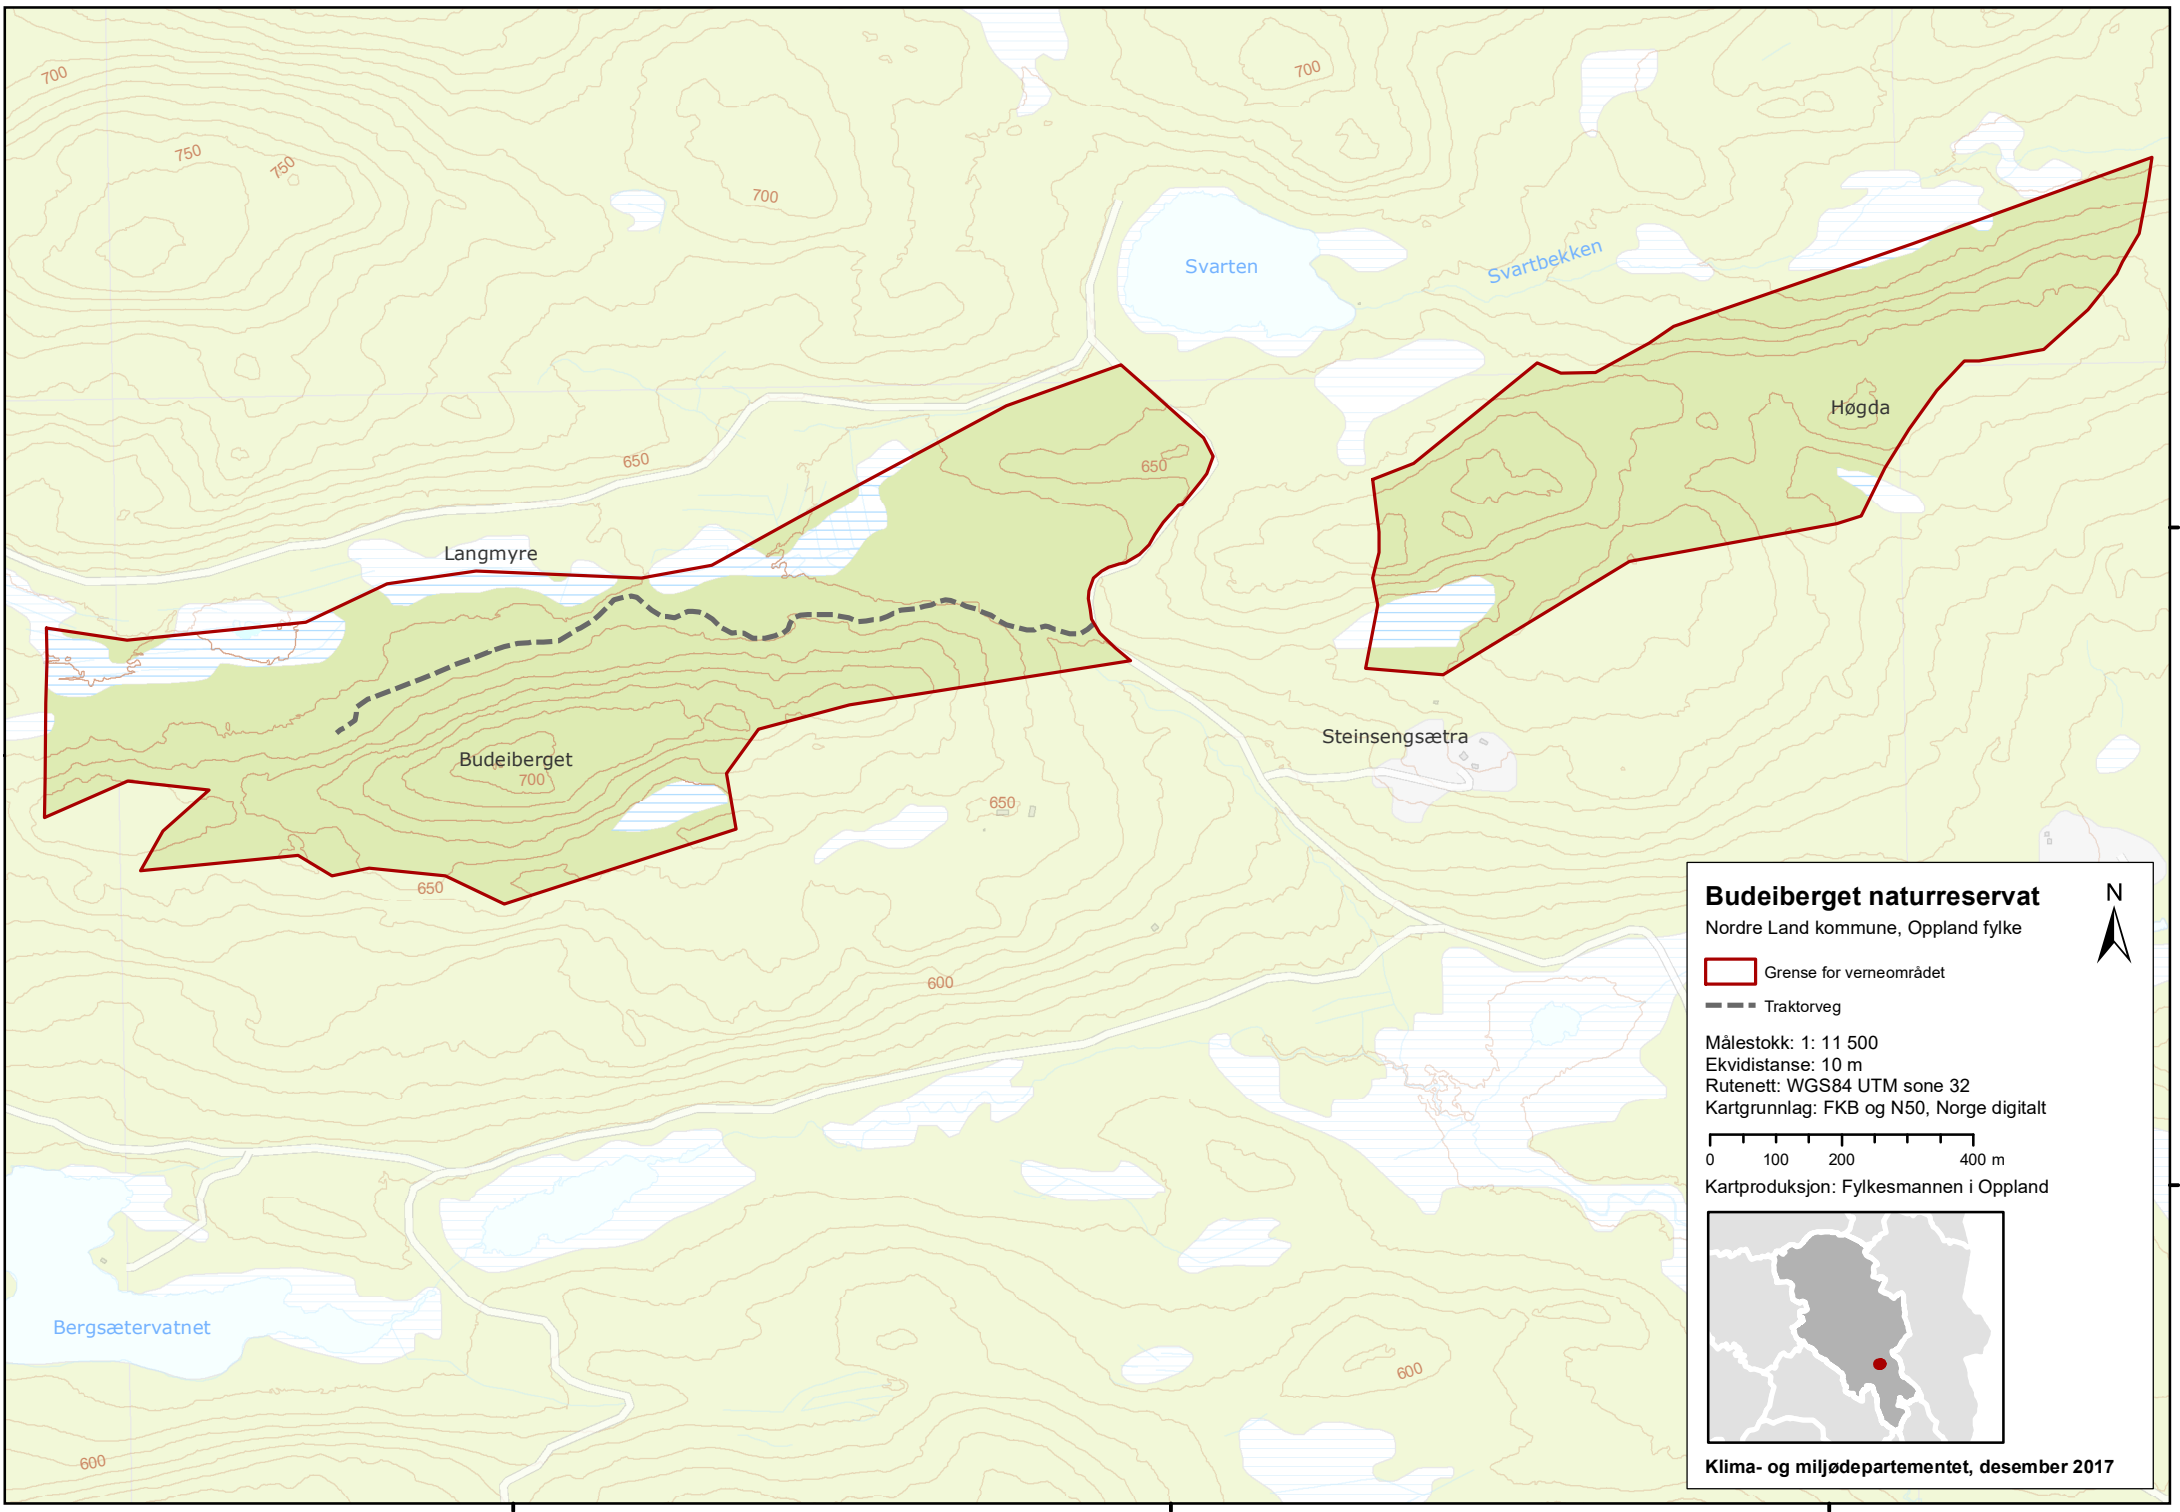 700
700
750
750
700
Svarten
Svartbekken
Høgda
650
650
Langmyre
Budeiberget
700
Steinsengsætra
650
650
600
Bergsætervatnet
600
600
Budeiberget naturreservat
Nordre Land kommune, Oppland fylke
N
Grense for verneområdet
Traktorveg
Målestokk: 1: 11 500
Ekvidistanse: 10 m
Rutenett: WGS84 UTM sone 32
Kartgrunnlag: FKB og N50, Norge digitalt
0 100 200 400 m
Kartproduksjon: Fylkesmannen i Oppland
Klima- og miljødepartementet, desember 2017